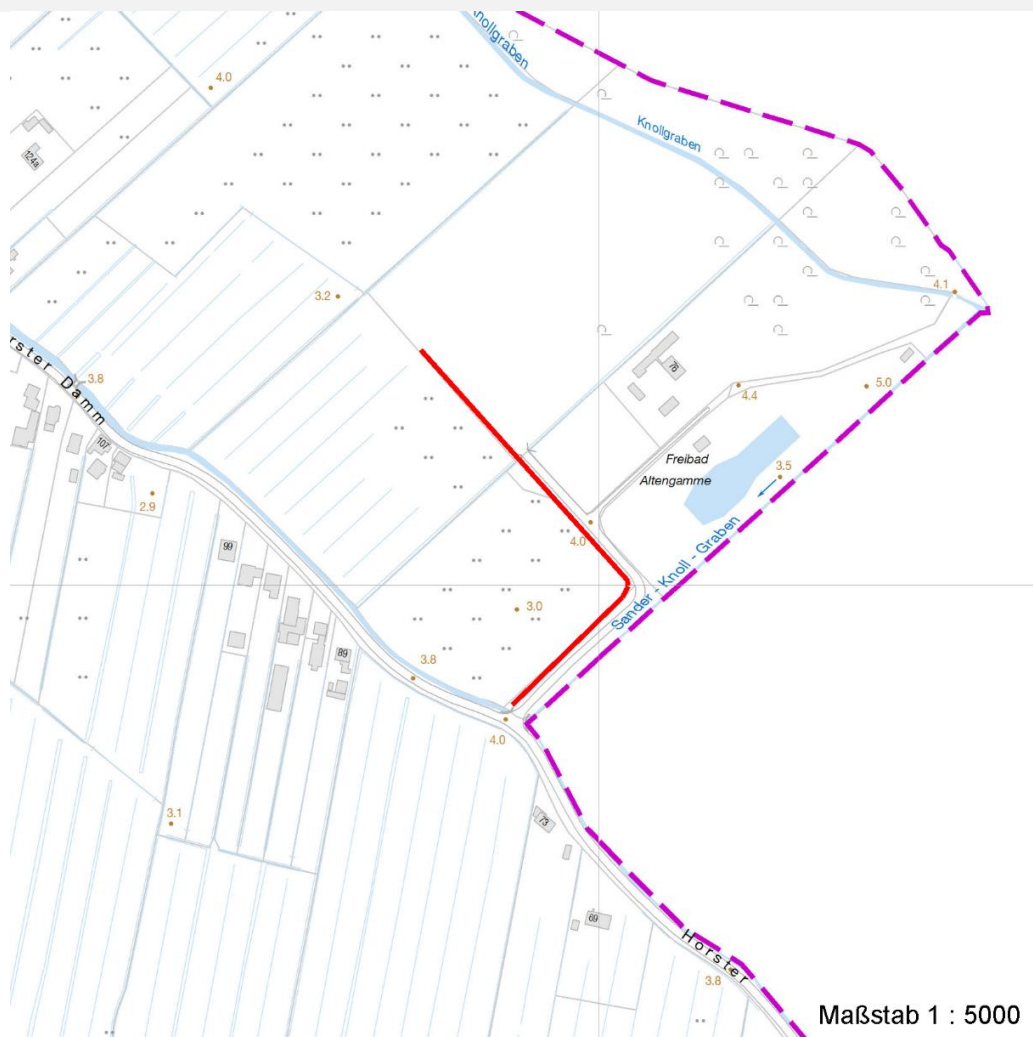 Knollgraben
4.0
124a
Knollgraben
3.2
4.1
rster Damm
3.8
76
5.0
4.4
107
Freibad
Altengamme
3.5
2.9
4.0
99
Sander - Knoll - Graben
3.0
89
3.8
4.0
3.1
73
69
Horster
3.8
Maßstab 1 : 5000